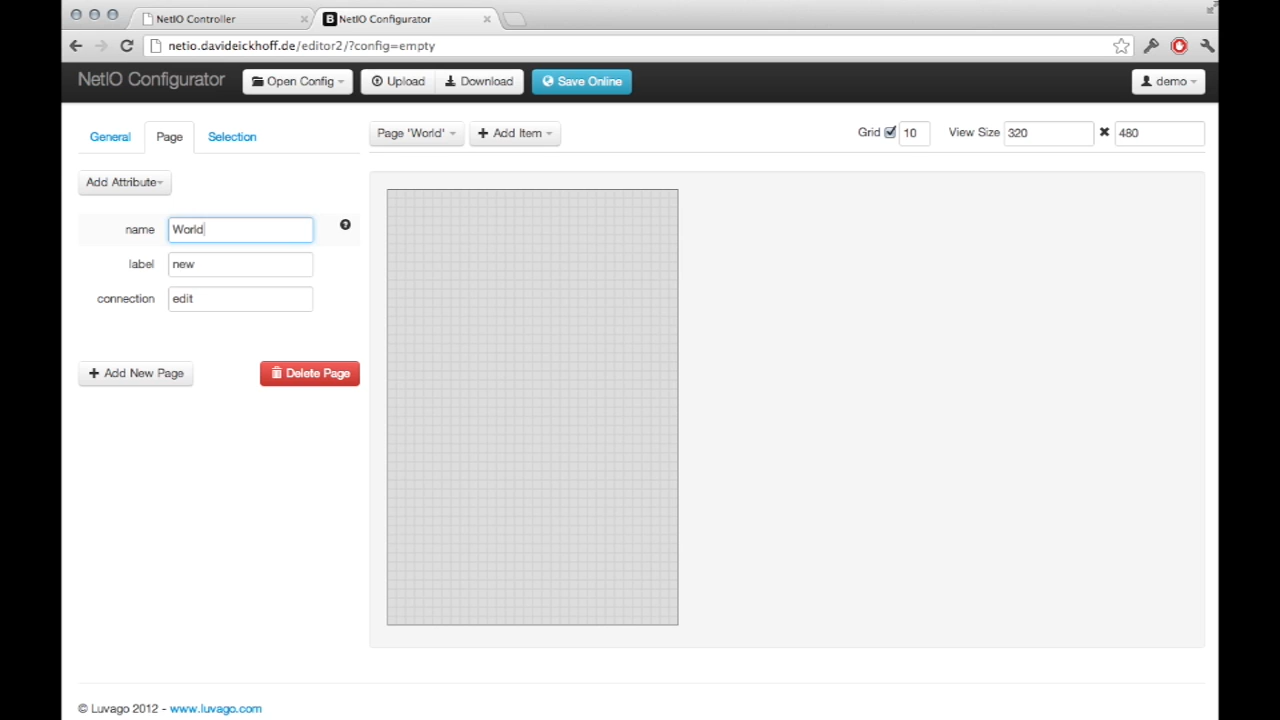 NetIO Controller
NetIO Configurator
netio.davideickhoff.de/editor2/?config=empty
NetIO Configurator Open Config Upload Download Save Online demo
General Page Selection Page 'World' + Add Item Grid 10 View Size 320 480
Add Attribute
name World
label new
connection edit
+ Add New Page Delete Page
© Luvago 2012 - www.luvago.com